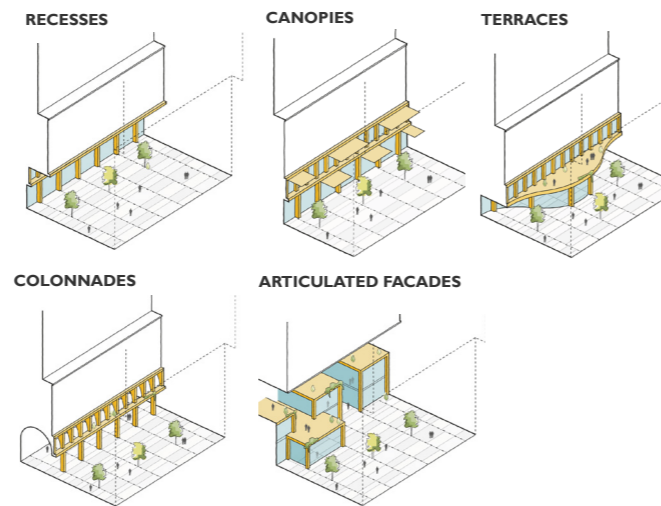 RECESSES
CANOPIES
TERRACES
COLONNADES
ARTICULATED FACADES